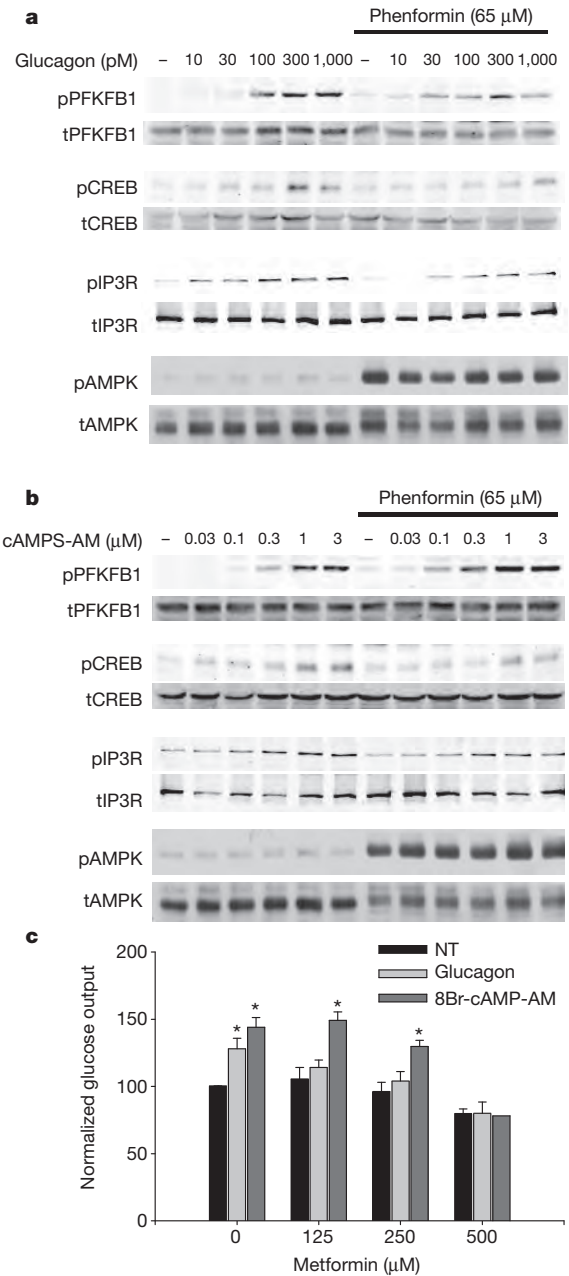 a
Phenformin (65 μM)
Glucagon (pM) – 10 30 100 300 1,000 – 10 30 100 300 1,000
pPFKFB1
tPFKFB1
pCREB
tCREB
pIP3R
tIP3R
pAMPK
tAMPK
b
Phenformin (65 μM)
cAMPS-AM (μM) – 0.03 0.1 0.3 1 3 – 0.03 0.1 0.3 1 3
pPFKFB1
tPFKFB1
pCREB
tCREB
pIP3R
tIP3R
pAMPK
tAMPK
c
200
150
100
50
0
Normalized glucose output
NT
Glucagon
8Br-cAMP-AM
* * * *
0 125 250 500
Metformin (μM)